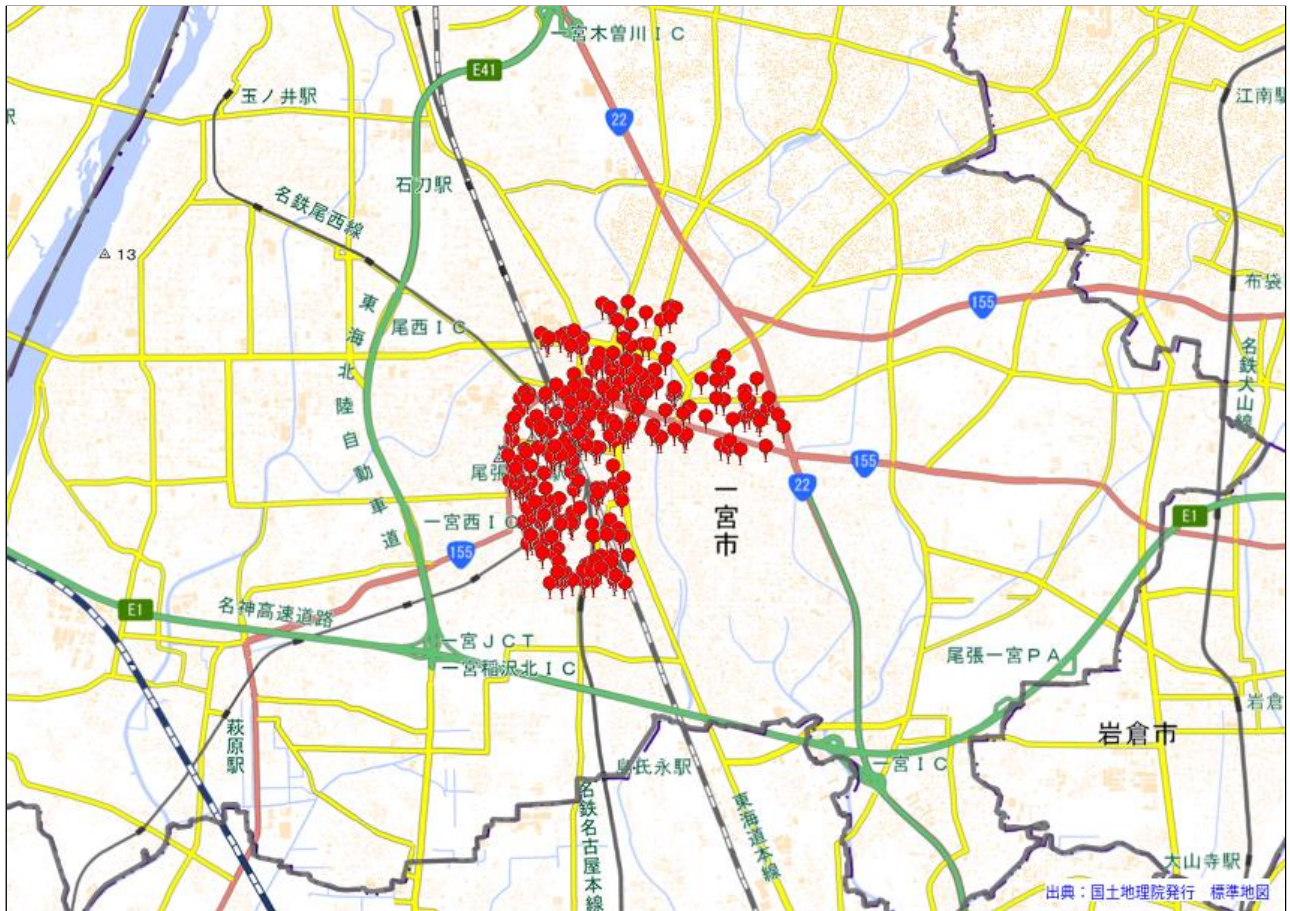 一宮木曽川ＩＣ
E41
玉ノ井駅
22
江南駅
石刀駅
名鉄尾西線
13
布袋
155
東海北陸自動車道
尾西ＩＣ
名鉄犬山線
尾張
駅
155
一宮市
22
一宮西ＩＣ
E1
155
名神高速道路
E1
一宮ＪＣＴ
一宮稲沢北ＩＣ
尾張一宮ＰＡ
岩倉
萩原駅
岩倉市
島氏永駅
一宮ＩＣ
名鉄名古屋本線
東海道本線
大山寺駅
出典：国土地理院発行　標準地図